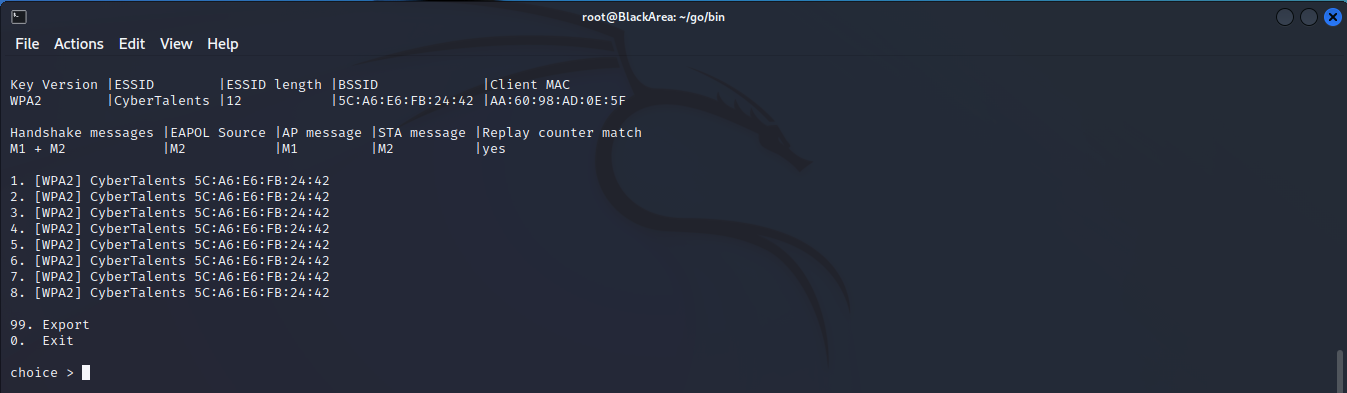 root@BlackArea: ~/go/bin
File Actions Edit View Help
Key Version |ESSID |ESSID length |BSSID |Client MAC
WPA2 |CyberTalents |12 |5C:A6:E6:FB:24:42 |AA:60:98:AD:0E:5F
Handshake messages |EAPOL Source |AP message |STA message |Replay counter match
M1 + M2 |M2 |M1 |M2 |yes
1. [WPA2] CyberTalents 5C:A6:E6:FB:24:42
2. [WPA2] CyberTalents 5C:A6:E6:FB:24:42
3. [WPA2] CyberTalents 5C:A6:E6:FB:24:42
4. [WPA2] CyberTalents 5C:A6:E6:FB:24:42
5. [WPA2] CyberTalents 5C:A6:E6:FB:24:42
6. [WPA2] CyberTalents 5C:A6:E6:FB:24:42
7. [WPA2] CyberTalents 5C:A6:E6:FB:24:42
8. [WPA2] CyberTalents 5C:A6:E6:FB:24:42
99. Export
0. Exit
choice >